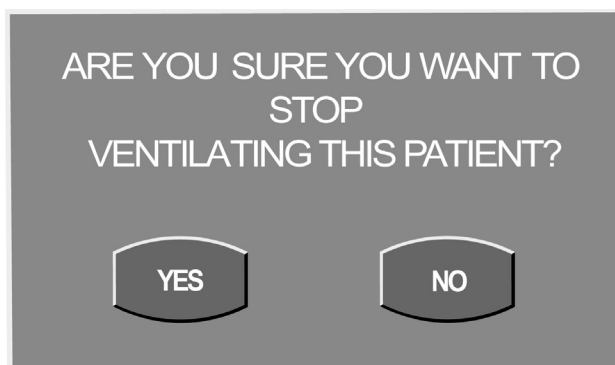 ARE YOU SURE YOU WANT TO
STOP
VENTILATING THIS PATIENT?
YES
NO